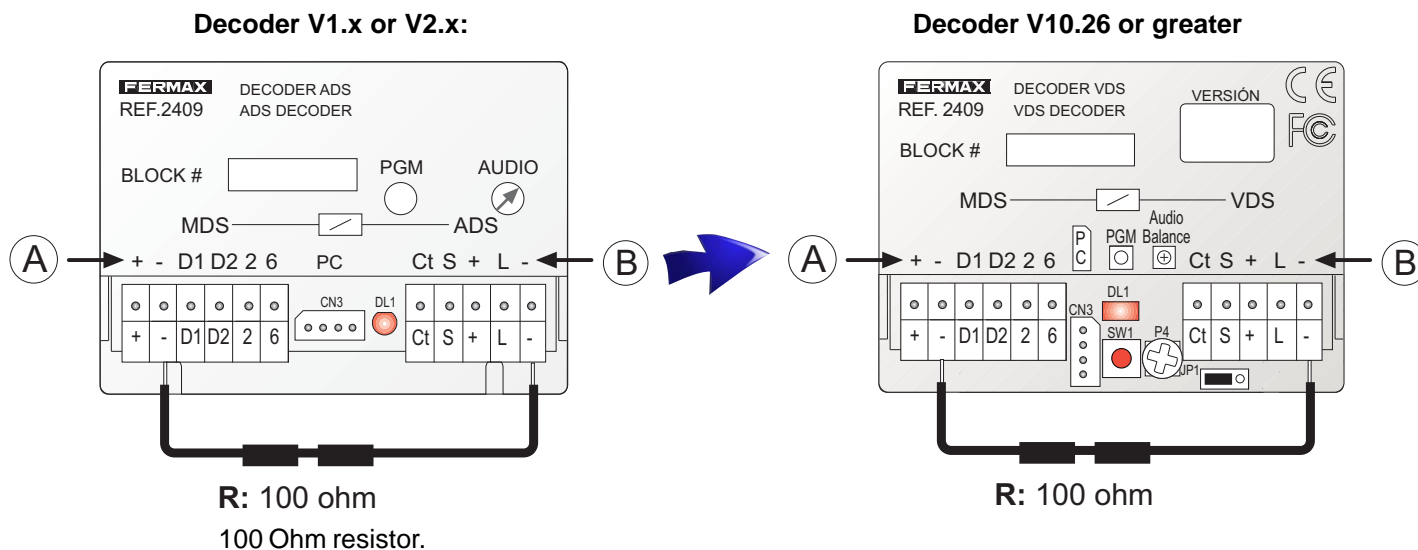 Decoder V1.x or V2.x:
FERMAX DECODER ADS
REF.2409 ADS DECODER
BLOCK #
PGM AUDIO
MDS ADS
A + - D1 D2 2 6 PC Ct S + L - B
CN3 DL1
+ - D1 D2 2 6 Ct S + L -
R: 100 ohm
100 Ohm resistor.
Decoder V10.26 or greater
FERMAX DECODER VDS
REF. 2409 VDS DECODER
VERSIÓN
CE
FC
BLOCK #
MDS VDS
Audio
PC PGM Balance
A + - D1 D2 2 6 Ct S + L - B
DL1
CN3
SW1 P4
+ - D1 D2 2 6 Ct S + L -
JP1
R: 100 ohm